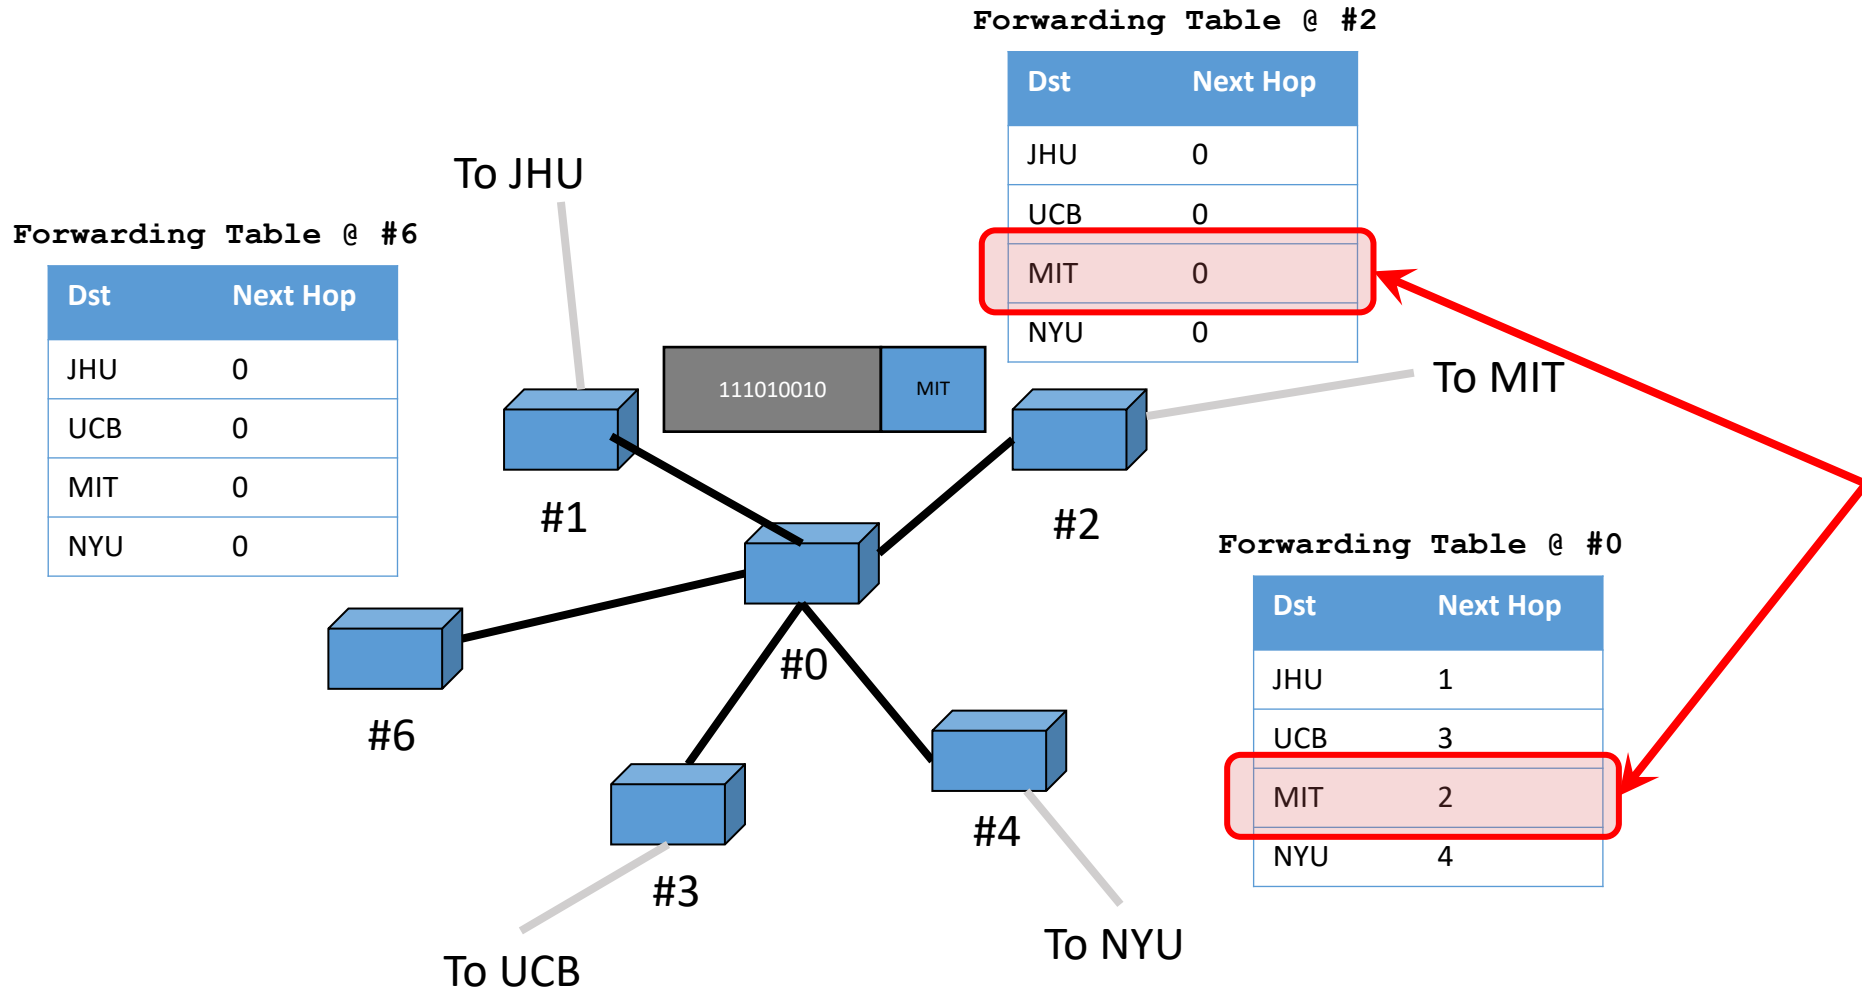 Forwarding Table @ #2
Dst Next Hop
JHU 0
UCB 0
MIT 0
NYU 0
To JHU
Forwarding Table @ #6
Dst Next Hop
JHU 0
UCB 0
MIT 0
NYU 0
111010010 MIT
To MIT
#1
#2
Forwarding Table @ #0
Dst Next Hop
JHU 1
UCB 3
MIT 2
NYU 4
#0
#6
#4
#3
To NYU
To UCB